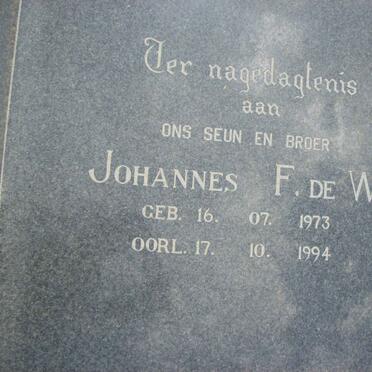 Ter nagedagtenis
aan
ONS SEUN EN BROER
JOHANNES F. DE W
GEB. 16. 07. 1973
OORL. 17. 10. 1994